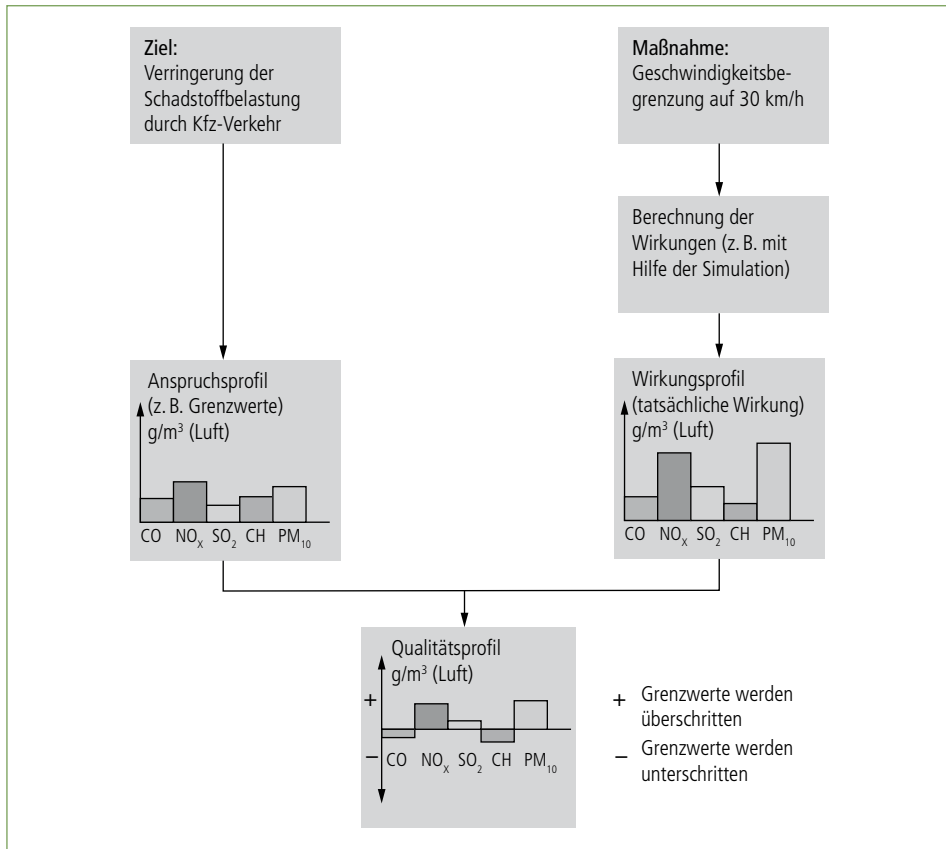 Ziel:
Verringerung der
Schadstoffbelastung
durch Kfz-Verkehr
Maßnahme:
Geschwindigkeitsbe-
grenzung auf 30 km/h
Berechnung der
Wirkungen (z. B. mit
Hilfe der Simulation)
Anspruchsprofil
(z. B. Grenzwerte)
g/m³ (Luft)
CO NOₓ SO₂ CH PM₁₀
Wirkungsprofil
(tatsächliche Wirkung)
g/m³ (Luft)
CO NOₓ SO₂ CH PM₁₀
Qualitätsprofil
g/m³ (Luft)
+
– CO NOₓ SO₂ CH PM₁₀
+ Grenzwerte werden
überschritten
– Grenzwerte werden
unterschritten